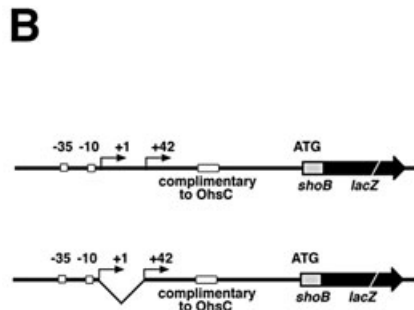 B
-35 -10 +1 +42 ATG
complimentary
to OhsC
shoB lacZ
-35 -10 +1 +42 ATG
complimentary
to OhsC
shoB lacZ